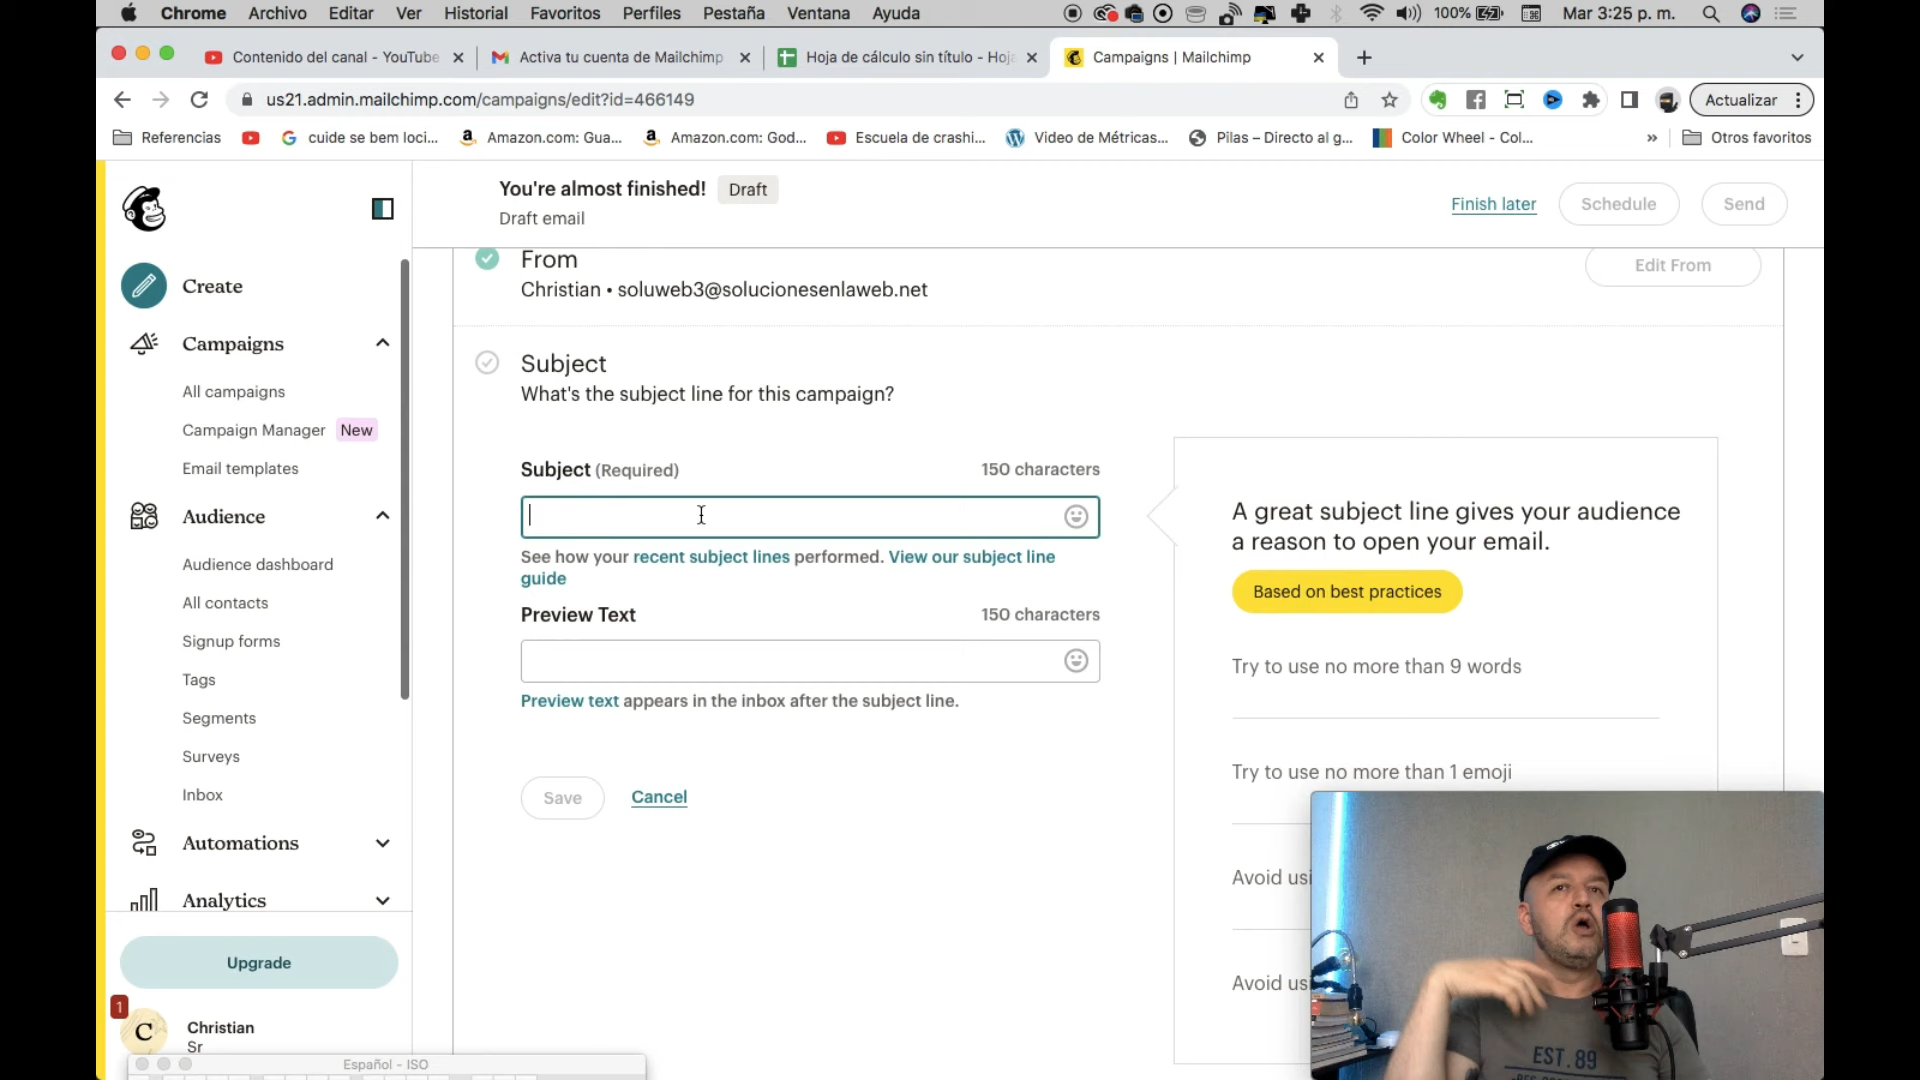 Chrome Archivo Editar Ver Historial Favoritos Perfiles Pestaña Ventana Ayuda 100% Mar 3:25 p. m.
Contenido del canal - YouTube Activa tu cuenta de Mailchimp Hoja de cálculo sin título - Hoja Campaigns | Mailchimp
us21.admin.mailchimp.com/campaigns/edit?id=466149 Actualizar
Referencias cuide se bem loci... Amazon.com: Gua... Amazon.com: God... Escuela de crashi... Video de Métricas... Pilas – Directo al g... Color Wheel - Col... » Otros favoritos
You're almost finished! Draft
Draft email
Finish later Schedule Send
Create
Campaigns
All campaigns
Campaign Manager New
Email templates
Audience
Audience dashboard
All contacts
Signup forms
Tags
Segments
Surveys
Inbox
Automations
Analytics
Upgrade
1
C Christian
Sr
From
Christian • soluweb3@solucionesenlaweb.net
Edit From
Subject
What's the subject line for this campaign?
Subject (Required) 150 characters
See how your recent subject lines performed. View our subject line
guide
Preview Text 150 characters
Preview text appears in the inbox after the subject line.
Save Cancel
A great subject line gives your audience
a reason to open your email.
Based on best practices
Try to use no more than 9 words
Try to use no more than 1 emoji
Avoid usi
Avoid us
Español - ISO
EST. 89